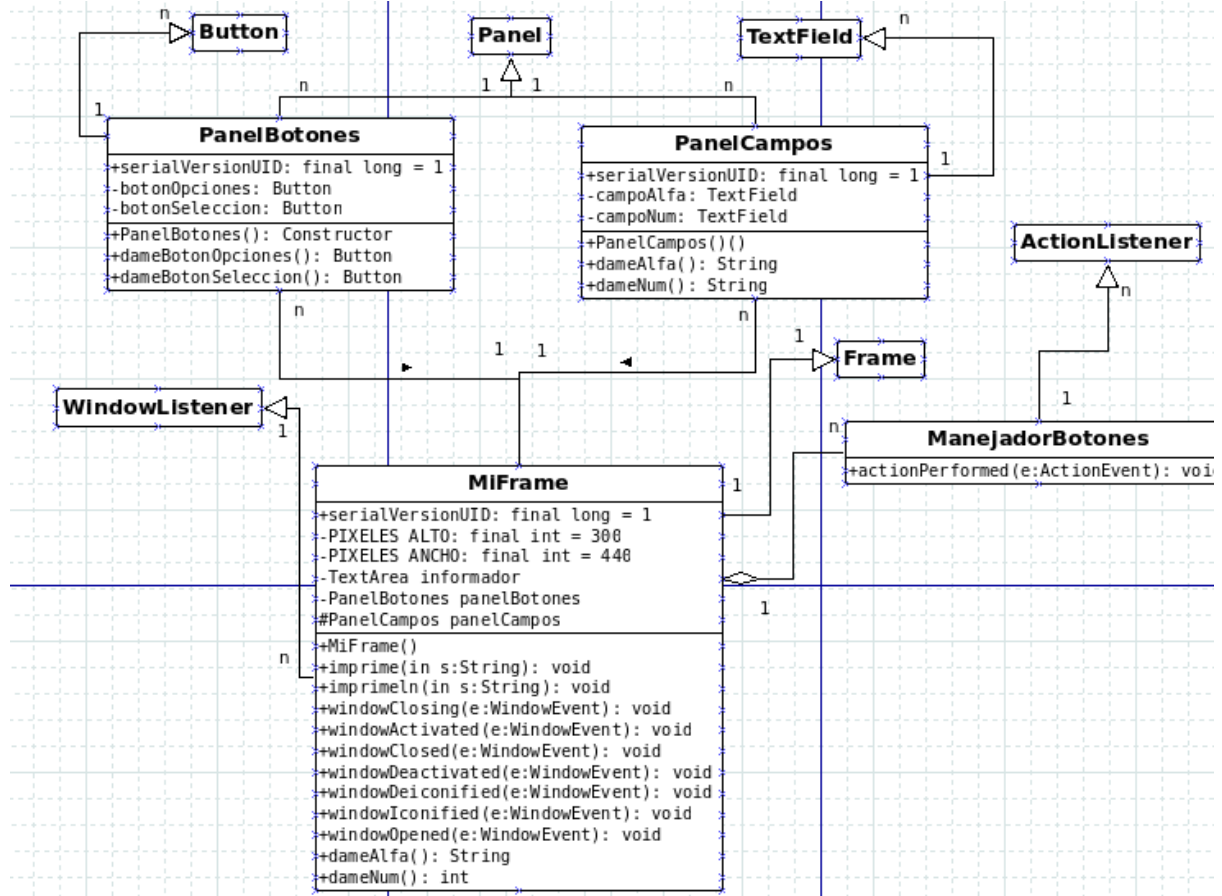 n
Button
Panel
TextField
n
n
1
1
n
1
PanelBotones
+serialVersionUID: final long = 1
-botonOpciones: Button
-botonSeleccion: Button
+PanelBotones(): Constructor
+dameBotonOpciones(): Button
+dameBotonSeleccion(): Button
PanelCampos
1
+serialVersionUID: final long = 1
-campoAlfa: TextField
-campoNum: TextField
+PanelCampos()()
+dameAlfa(): String
+dameNum(): String
ActionListener
n
n
n
1
1
1
Frame
1
WindowListener
1
n
ManejadorBotones
+actionPerformed(e:ActionEvent): voi
MiFrame
1
+serialVersionUID: final long = 1
-PIXELES ALTO: final int = 300
-PIXELES ANCHO: final int = 440
-TextArea informador
-PanelBotones panelBotones
#PanelCampos panelCampos
1
+MiFrame()
n
+imprime(in s:String): void
+imprimeln(in s:String): void
+windowClosing(e:WindowEvent): void
+windowActivated(e:WindowEvent): void
+windowClosed(e:WindowEvent): void
+windowDeactivated(e:WindowEvent): void
+windowDeiconified(e:WindowEvent): void
+windowIconified(e:WindowEvent): void
+windowOpened(e:WindowEvent): void
+dameAlfa(): String
+dameNum(): int